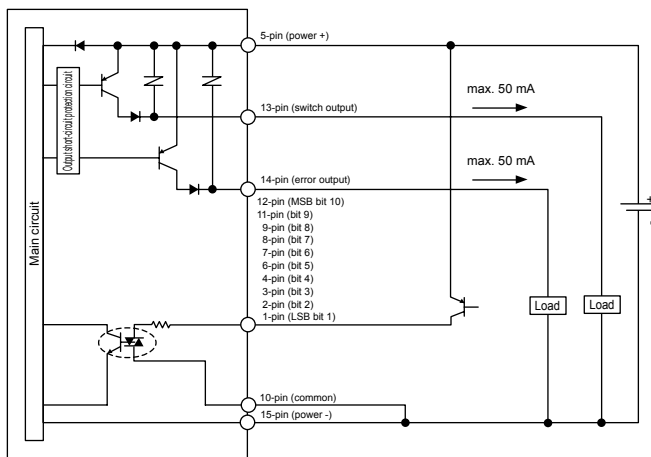 5-pin (power +)
Output short-circuit protection circuit
max. 50 mA
13-pin (switch output)
max. 50 mA
14-pin (error output)
12-pin (MSB bit 10)
11-pin (bit 9)
9-pin (bit 8)
8-pin (bit 7)
7-pin (bit 6)
6-pin (bit 5)
4-pin (bit 4)
3-pin (bit 3)
2-pin (bit 2)
1-pin (LSB bit 1)
Main circuit
Load
Load
+
-
10-pin (common)
15-pin (power -)